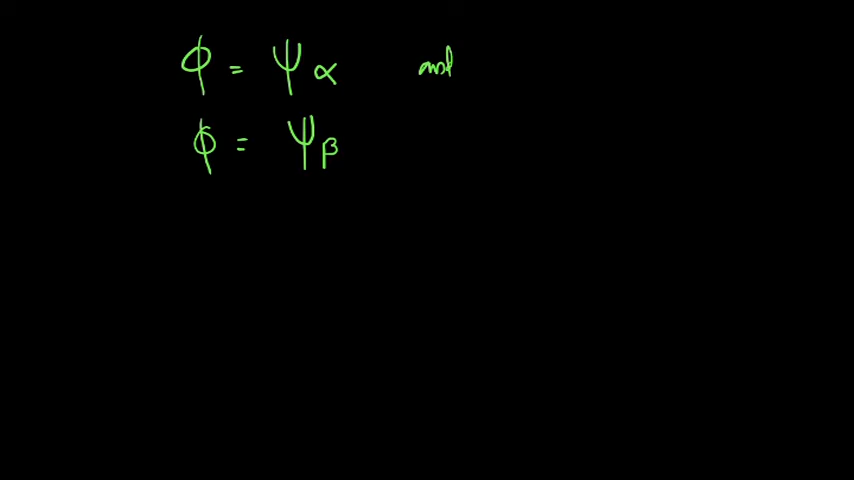 ϕ = ψα and
ϕ = ψβ